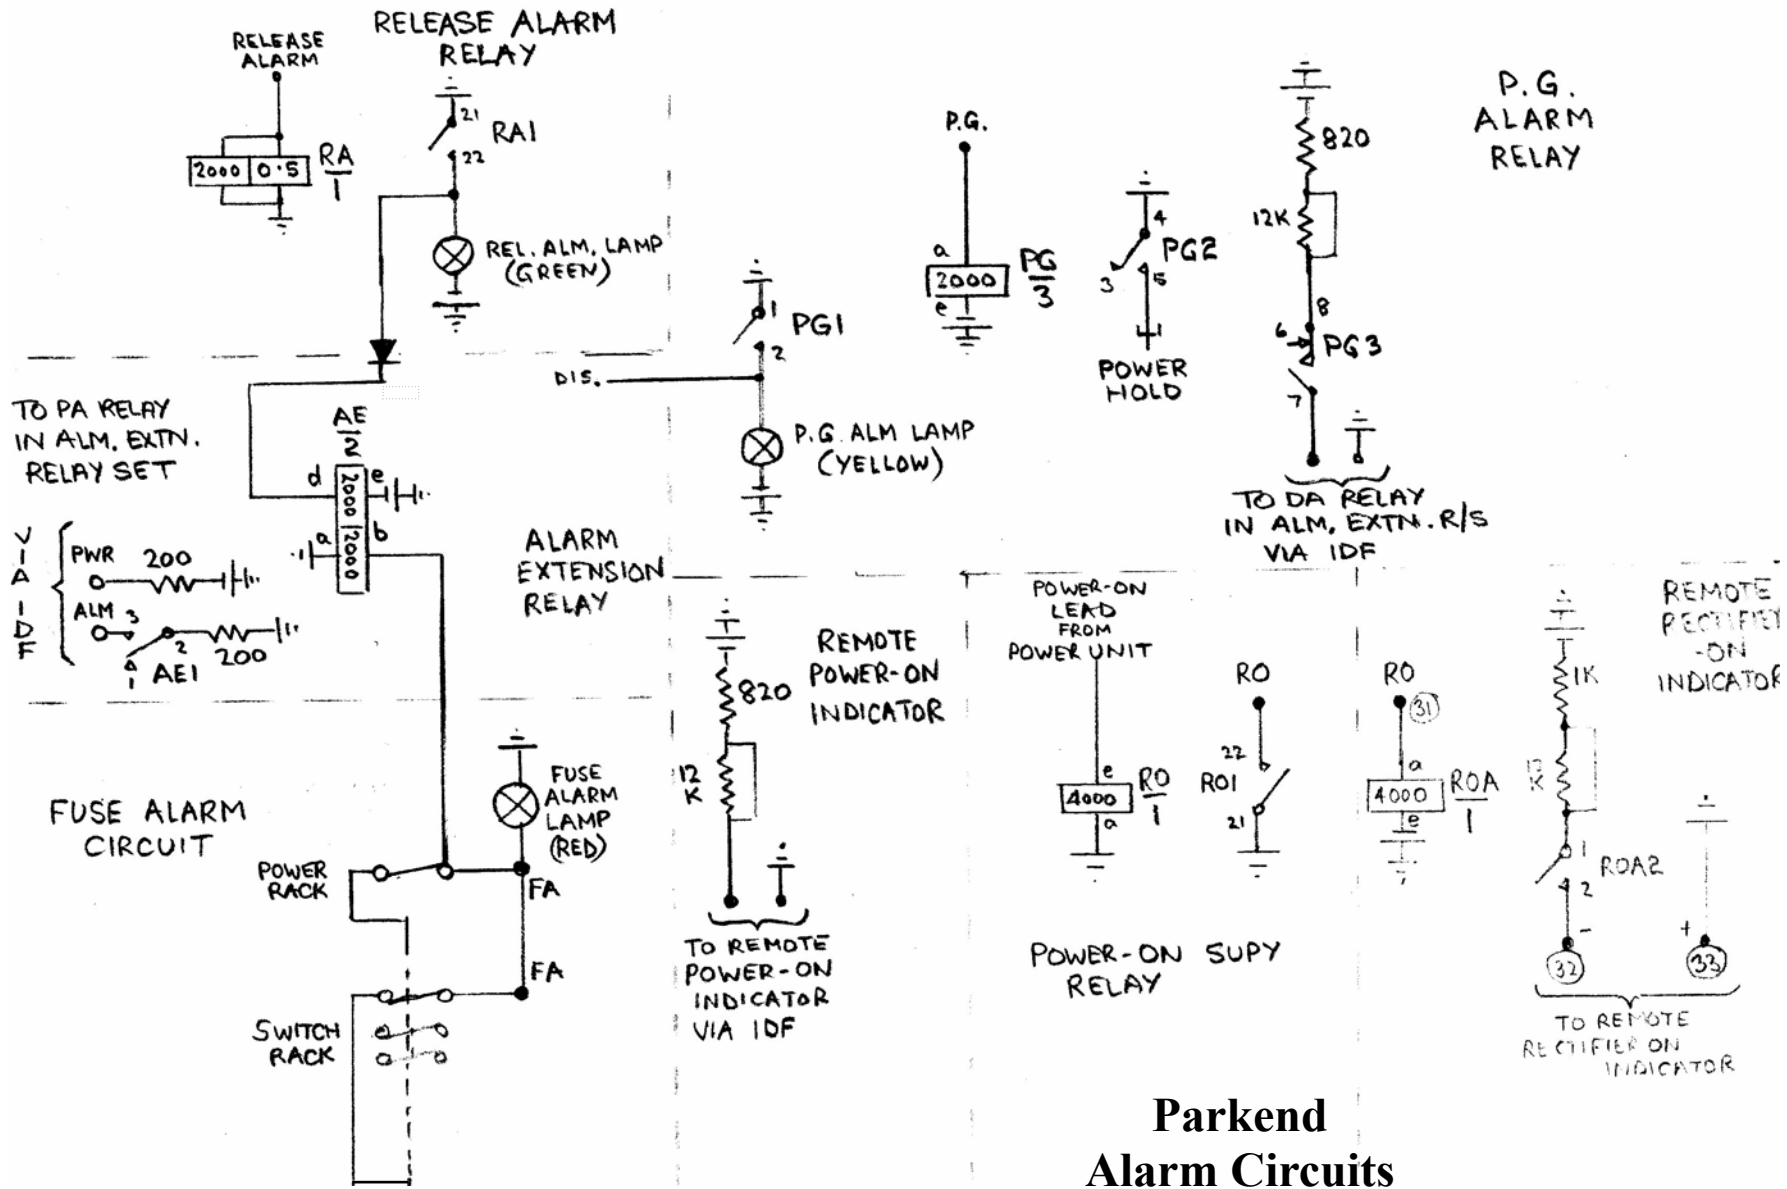 RELEASE ALARM
RELAY
RELEASE
ALARM
2000
0.5
RA
1
21
RA1
22
REL. ALM. LAMP
(GREEN)
P.G.
ALARM
RELAY
P.G.
a
2000
e
PG
3
4
PG2
3
5
POWER
HOLD
820
12K
8
6
PG3
7
TO DA RELAY
IN ALM. EXTN. R/S
VIA IDF
1
PG1
2
DIS.
P.G. ALM LAMP
(YELLOW)
TO PA RELAY
IN ALM. EXTN.
RELAY SET
AE
2
d
2000
e
a
2000
b
VIA IDF
PWR
200
ALM
3
2
200
1
AE1
ALARM
EXTENSION
RELAY
FUSE ALARM
CIRCUIT
FUSE
ALARM
LAMP
(RED)
POWER
RACK
FA
FA
SWITCH
RACK
REMOTE
POWER-ON
INDICATOR
820
12
K
TO REMOTE
POWER-ON
INDICATOR
VIA IDF
POWER-ON
LEAD
FROM
POWER UNIT
e
4000
a
RO
1
RO
22
RO1
21
POWER-ON SUPY
RELAY
RO
31
a
4000
e
ROA
1
REMOTE
RECTIFIER
-ON
INDICATOR
1K
12
K
1
ROA2
2
-
+
32
33
TO REMOTE
RECTIFIER ON
INDICATOR
Parkend
Alarm Circuits